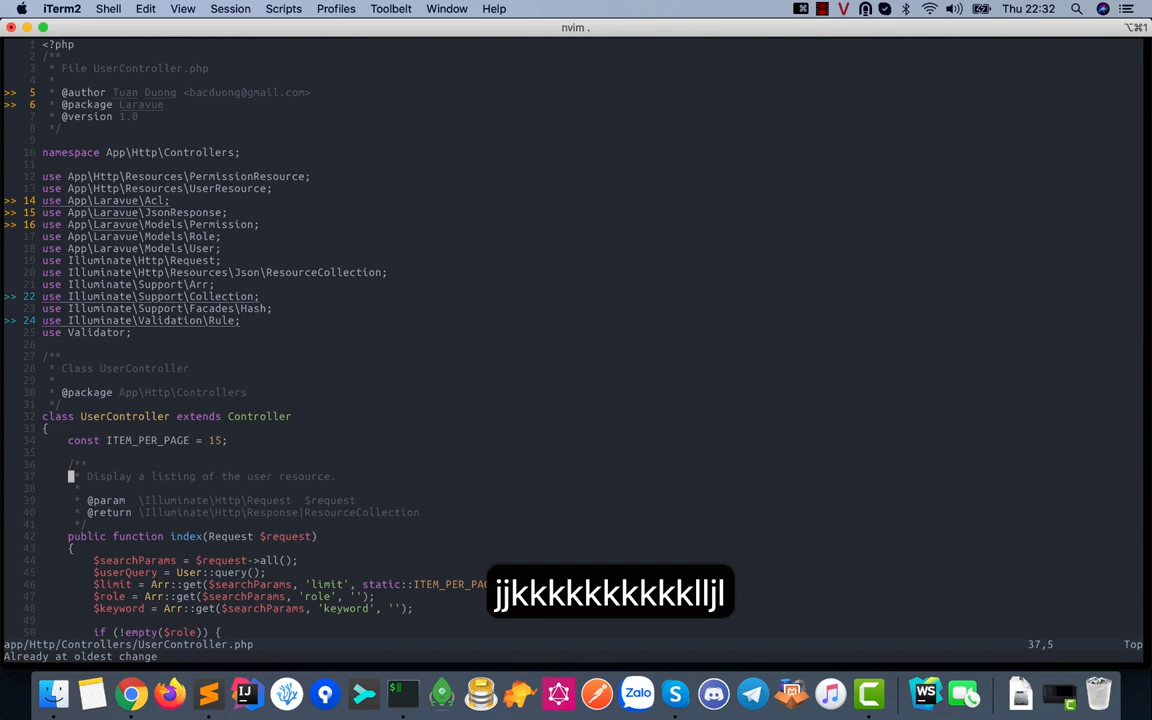 iTerm2 Shell Edit View Session Scripts Profiles Toolbelt Window Help Thu 22:32
nvim . ⌥⌘1
1 <?php
2 /**
3  * File UserController.php
4  *
>> 5  * @author Tuan Duong <bacduong@gmail.com>
>> 6  * @package Laravue
7  * @version 1.0
8  */
9
10 namespace App\Http\Controllers;
11
12 use App\Http\Resources\PermissionResource;
13 use App\Http\Resources\UserResource;
>> 14 use App\Laravue\Acl;
>> 15 use App\Laravue\JsonResponse;
>> 16 use App\Laravue\Models\Permission;
17 use App\Laravue\Models\Role;
18 use App\Laravue\Models\User;
19 use Illuminate\Http\Request;
20 use Illuminate\Http\Resources\Json\ResourceCollection;
21 use Illuminate\Support\Arr;
>> 22 use Illuminate\Support\Collection;
23 use Illuminate\Support\Facades\Hash;
>> 24 use Illuminate\Validation\Rule;
25 use Validator;
26
27 /**
28  * Class UserController
29  *
30  * @package App\Http\Controllers
31  */
32 class UserController extends Controller
33 {
34     const ITEM_PER_PAGE = 15;
35
36     /**
37      * Display a listing of the user resource.
38      *
39      * @param  \Illuminate\Http\Request  $request
40      * @return \Illuminate\Http\Response|ResourceCollection
41      */
42     public function index(Request $request)
43     {
44         $searchParams = $request->all();
45         $userQuery = User::query();
46         $limit = Arr::get($searchParams, 'limit', static::ITEM_PER_PAG
47         $role = Arr::get($searchParams, 'role', '');
48         $keyword = Arr::get($searchParams, 'keyword', '');
49
50         if (!empty($role)) {
jjkkkkkkkkkkklljl
app/Http/Controllers/UserController.php 37,5 Top
Already at oldest change
$
Zalo
WS